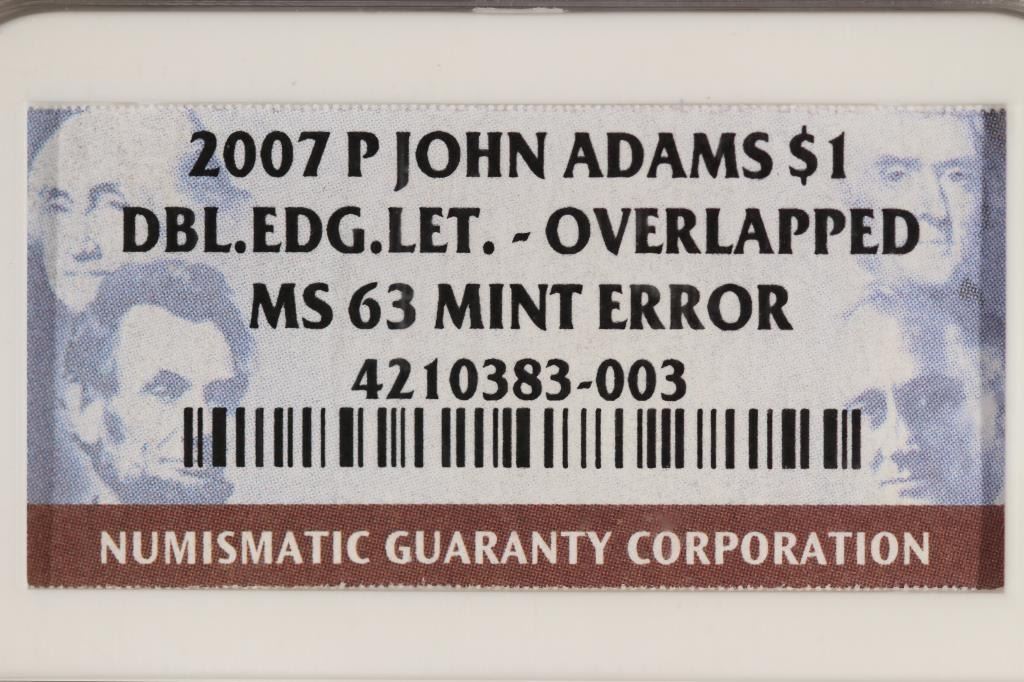 2007 P JOHN ADAMS $1
DBL.EDG.LET. - OVERLAPPED
MS 63 MINT ERROR
4210383-003
NUMISMATIC GUARANTY CORPORATION